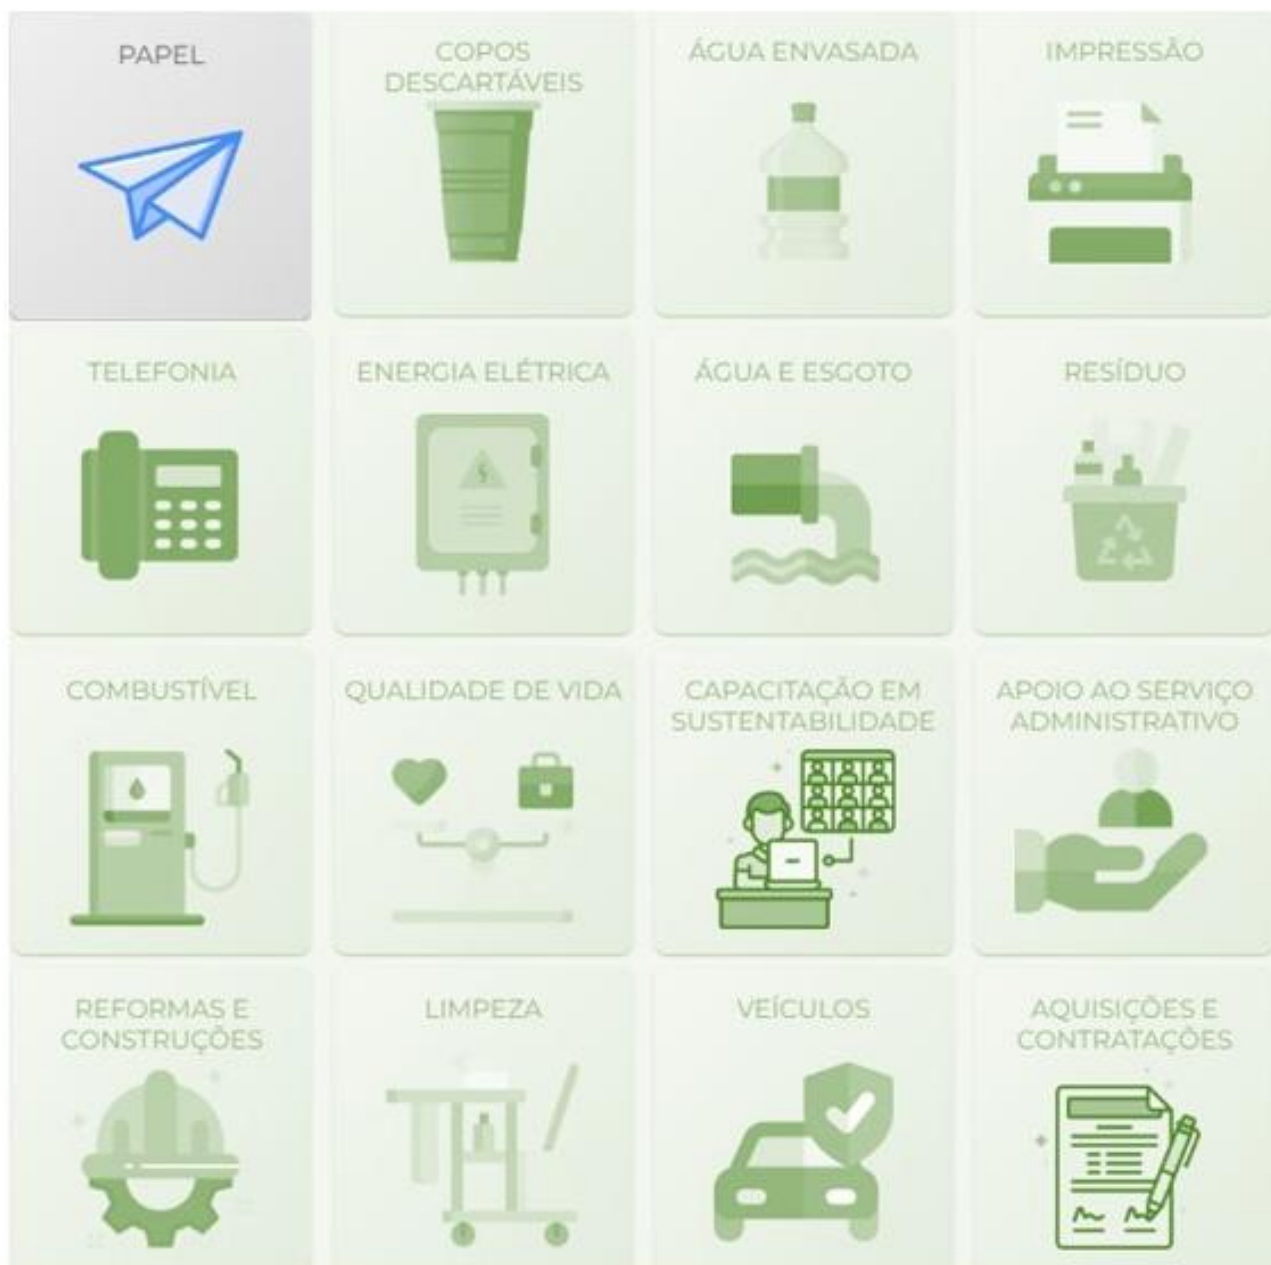 PAPEL
COPOS
DESCARTÁVEIS
ÁGUA ENVASADA
IMPRESSÃO
TELEFONIA
ENERGIA ELÉTRICA
ÁGUA E ESGOTO
RESÍDUO
COMBUSTÍVEL
QUALIDADE DE VIDA
CAPACITAÇÃO EM
SUSTENTABILIDADE
APOIO AO SERVIÇO
ADMINISTRATIVO
REFORMAS E
CONSTRUÇÕES
LIMPEZA
VEÍCULOS
AQUISIÇÕES E
CONTRATAÇÕES